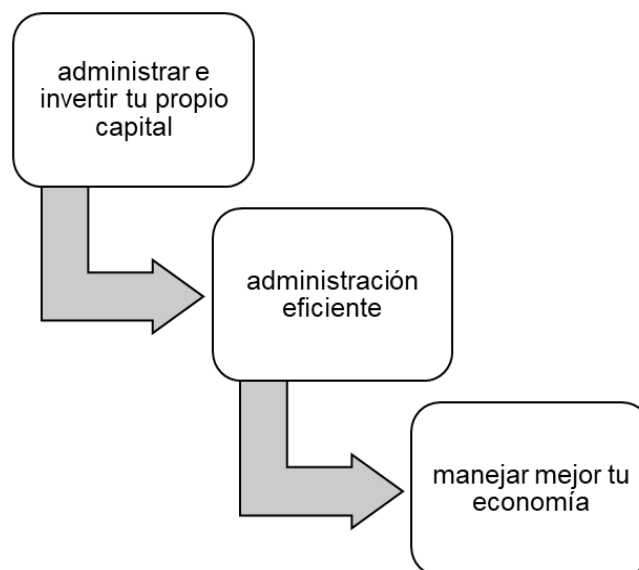 administrar e
invertir tu propio
capital
administración
eficiente
manejar mejor tu
economía